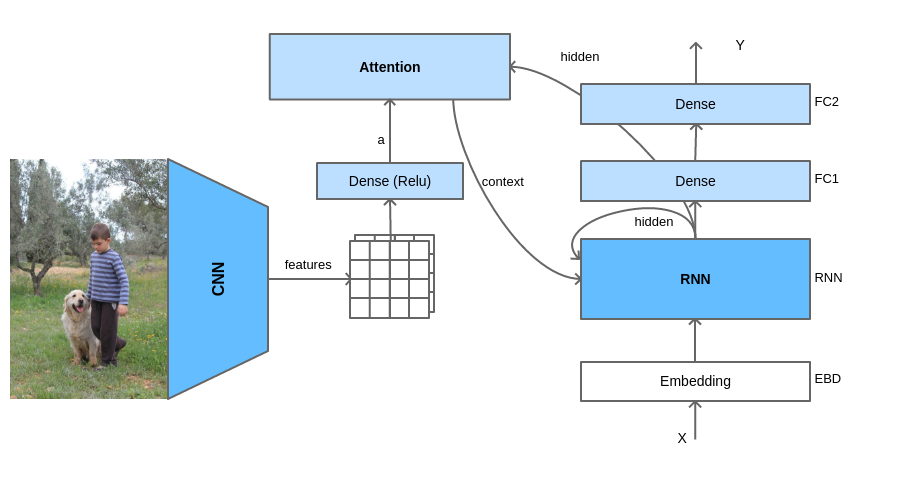 Attention
hidden
Y
Dense
FC2
a
Dense (Relu)
context
Dense
FC1
hidden
CNN
features
RNN
RNN
Embedding
EBD
X